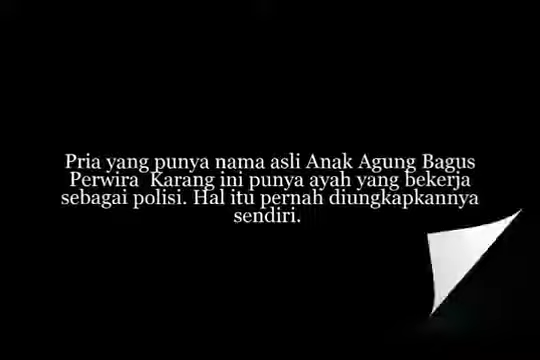 Pria yang punya nama asli Anak Agung Bagus
Perwira Karang ini punya ayah yang bekerja
sebagai polisi. Hal itu pernah diungkapkannya
sendiri.